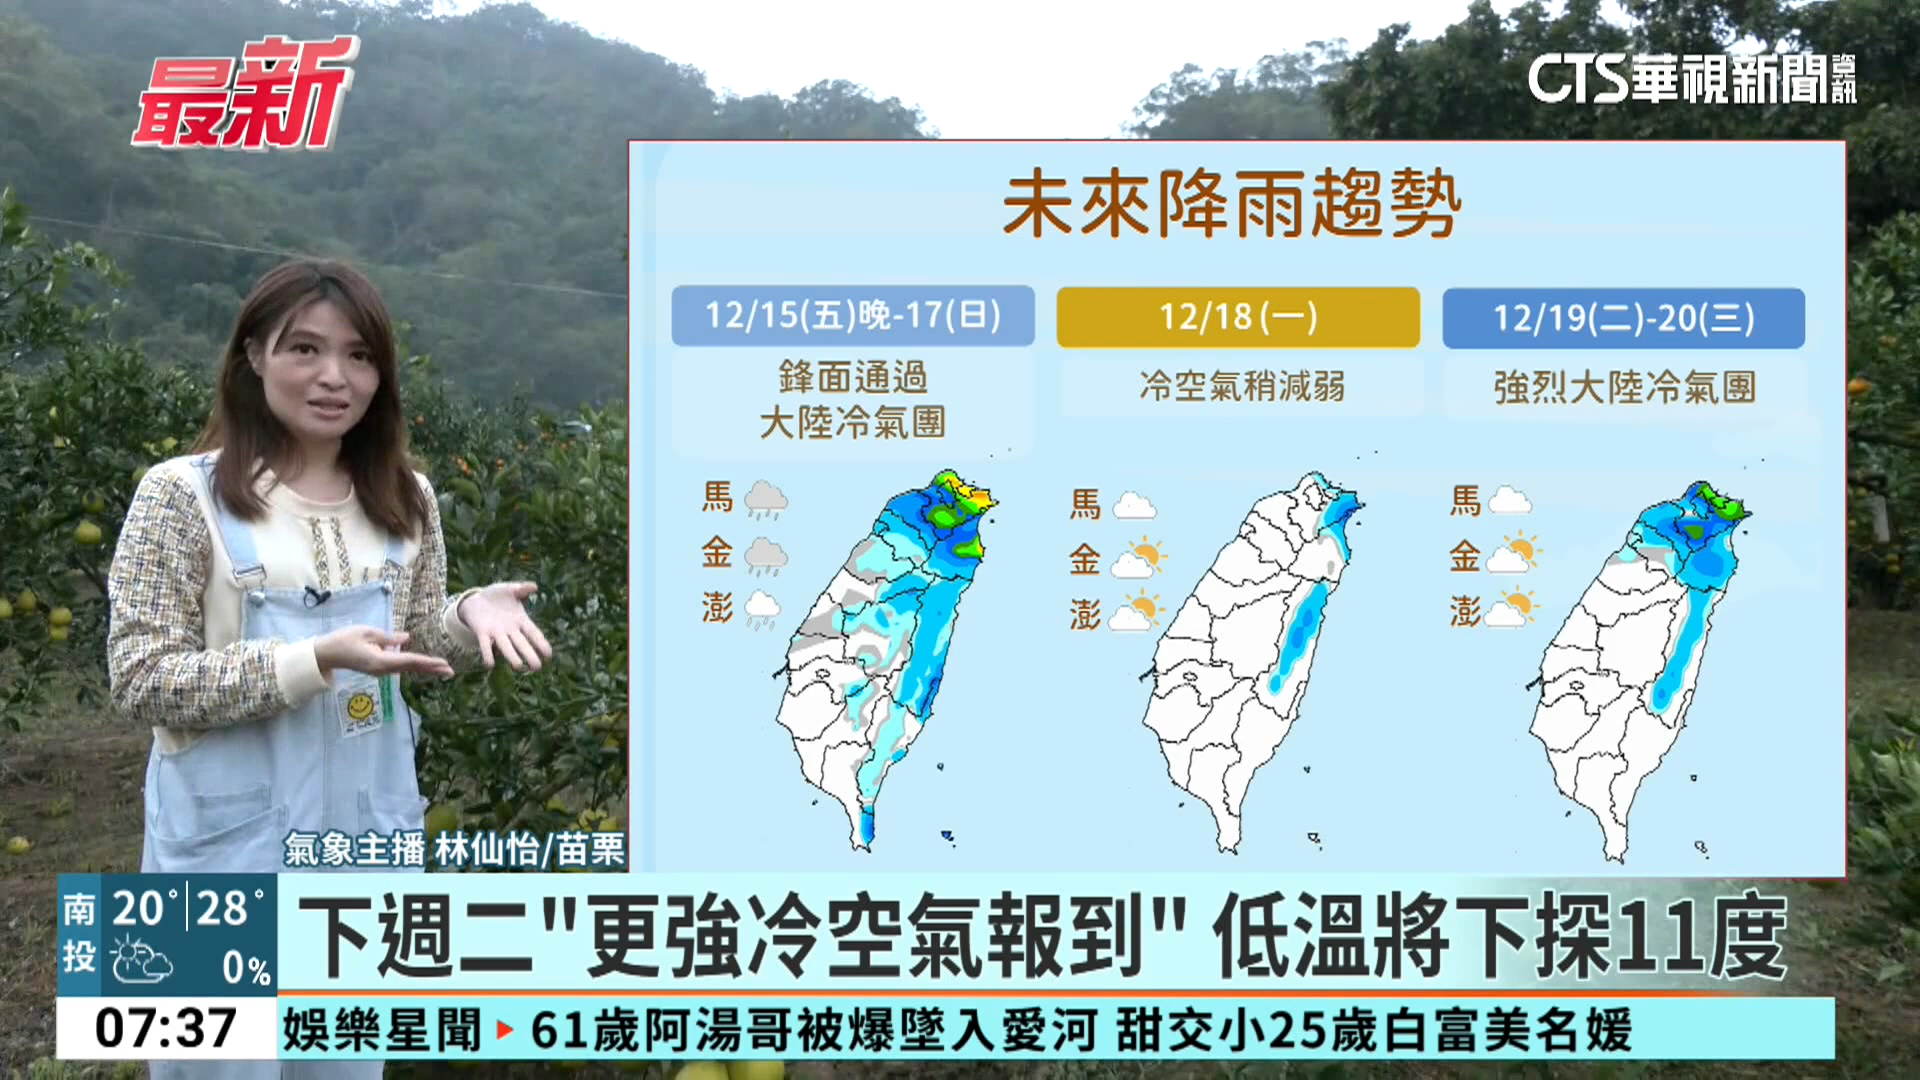 最新
CTS華視新聞資訊
未來降雨趨勢
12/15(五)晚-17(日)
鋒面通過
大陸冷氣團
馬
金
澎
12/18(一)
冷空氣稍減弱
馬
金
澎
12/19(二)-20(三)
強烈大陸冷氣團
馬
金
澎
氣象主播 林仙怡/苗栗
南投
20° 28°
0%
下週二"更強冷空氣報到" 低溫將下探11度
07:37
娛樂星聞▶61歲阿湯哥被爆墜入愛河 甜交小25歲白富美名媛